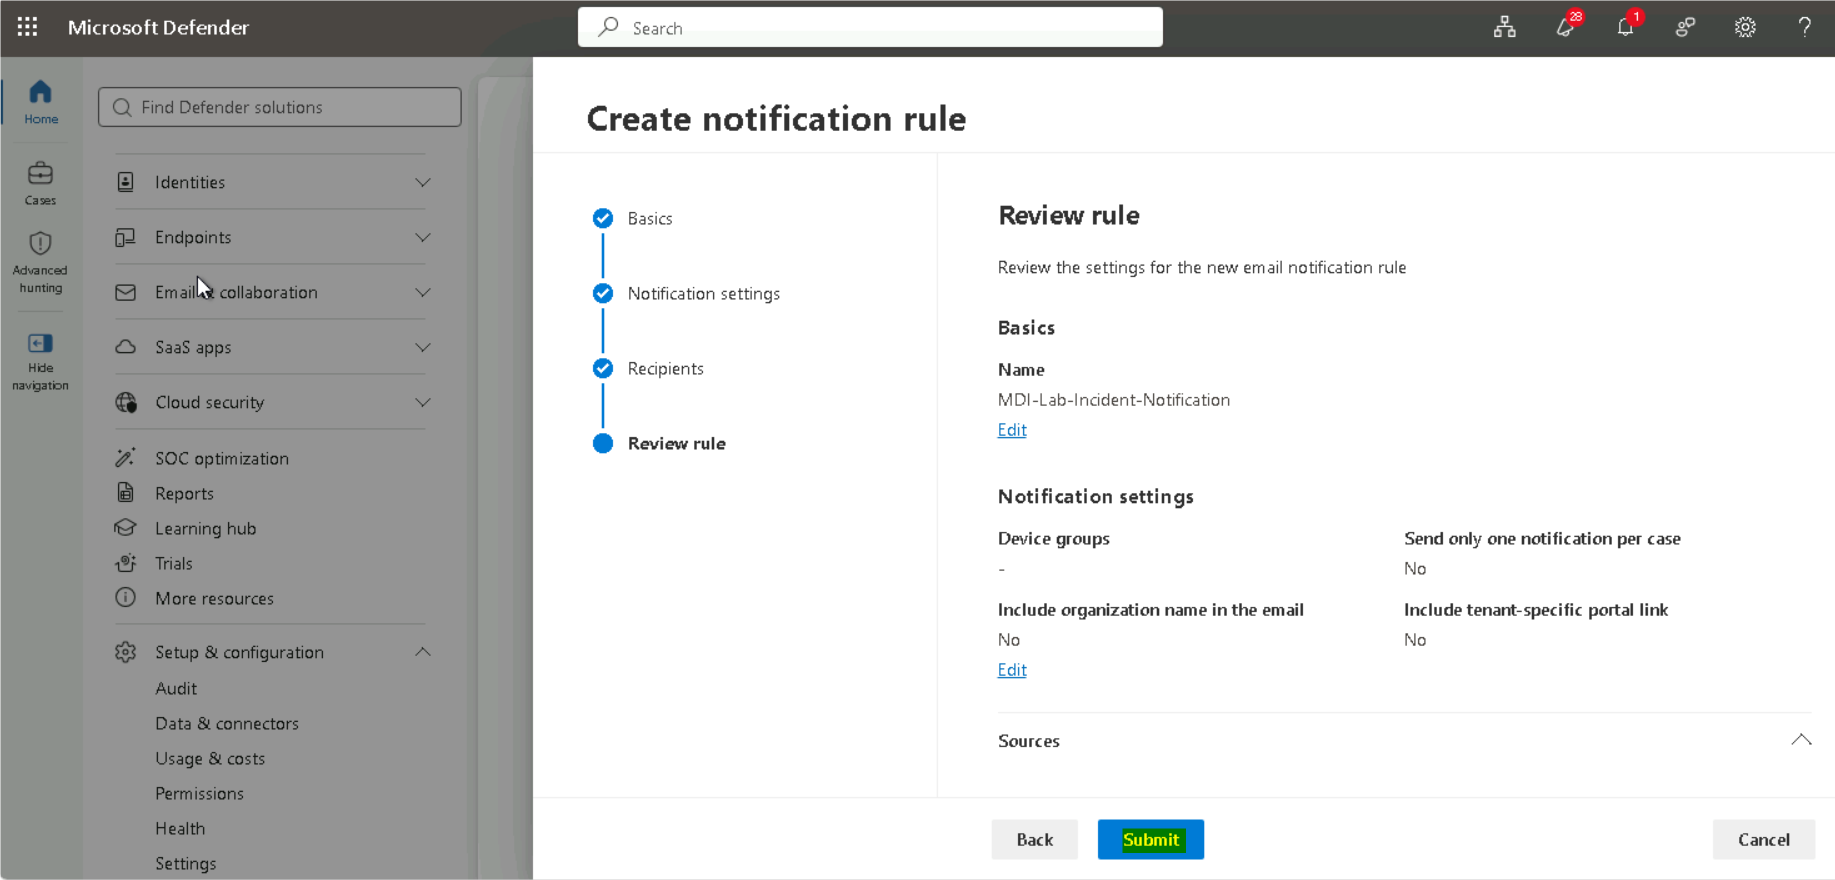 Microsoft Defender
Search
28
1
?
Home
Cases
Advanced
hunting
Hide
navigation
Find Defender solutions
Identities
Endpoints
Email & collaboration
SaaS apps
Cloud security
SOC optimization
Reports
Learning hub
Trials
More resources
Setup & configuration
Audit
Data & connectors
Usage & costs
Permissions
Health
Settings
Create notification rule
Basics
Notification settings
Recipients
Review rule
Review rule
Review the settings for the new email notification rule
Basics
Name
MDI-Lab-Incident-Notification
Edit
Notification settings
Device groups
-
Send only one notification per case
No
Include organization name in the email
No
Include tenant-specific portal link
No
Edit
Sources
Back
Submit
Cancel